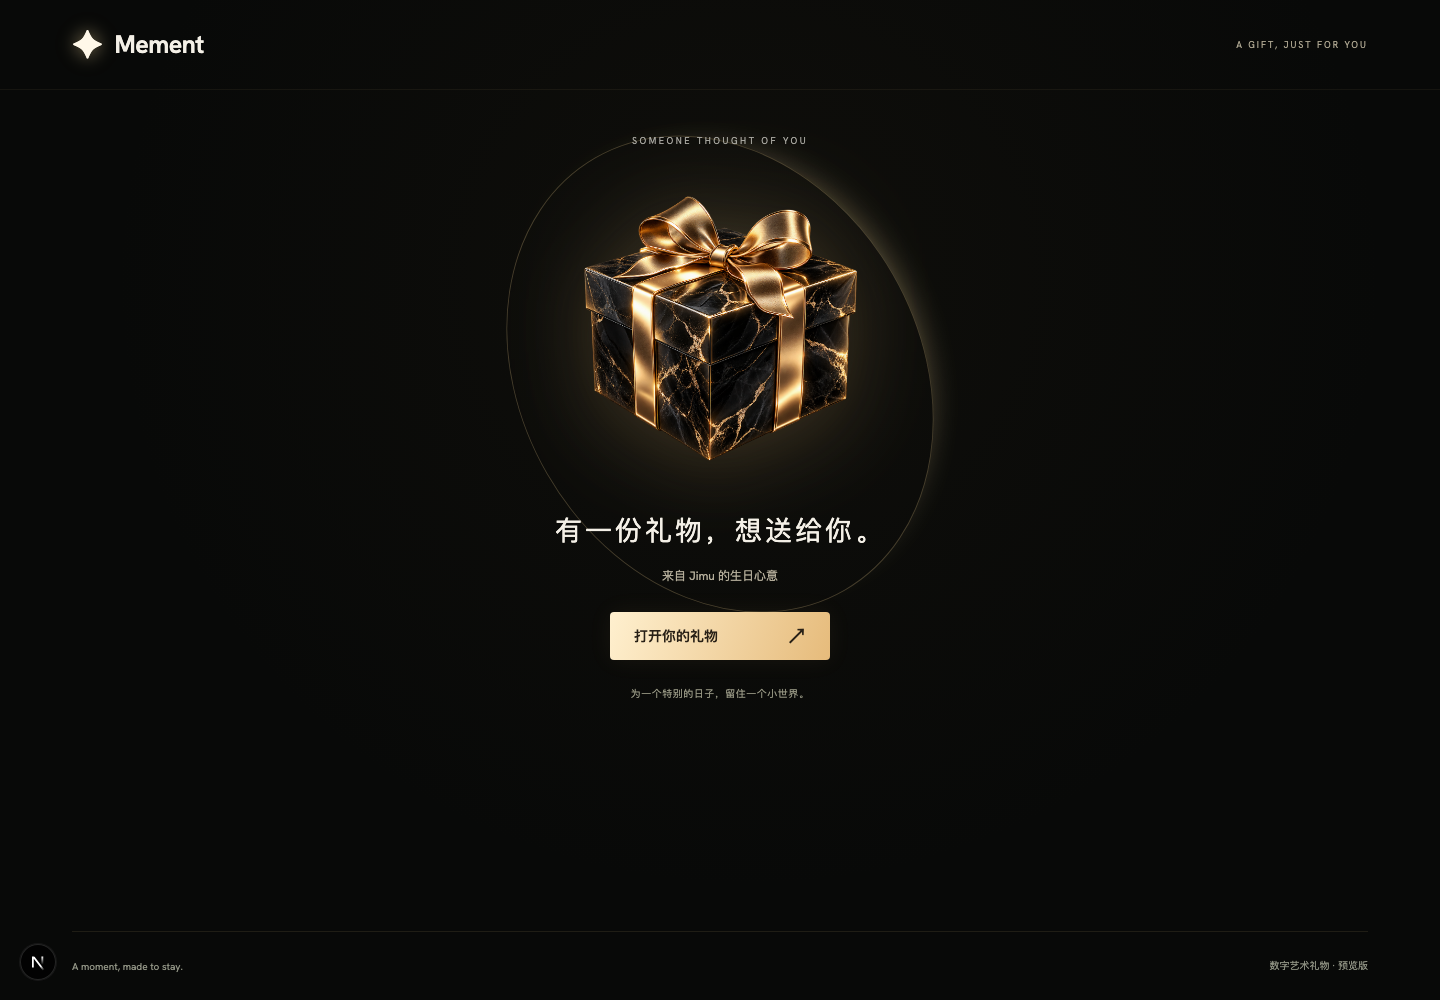 Mement
A GIFT, JUST FOR YOU
SOMEONE THOUGHT OF YOU
有一份礼物，想送给你。
来自 Jimu 的生日心意
打开你的礼物 ↗
为一个特别的日子，留住一个小世界。
N
A moment, made to stay.
数字艺术礼物 · 预览版